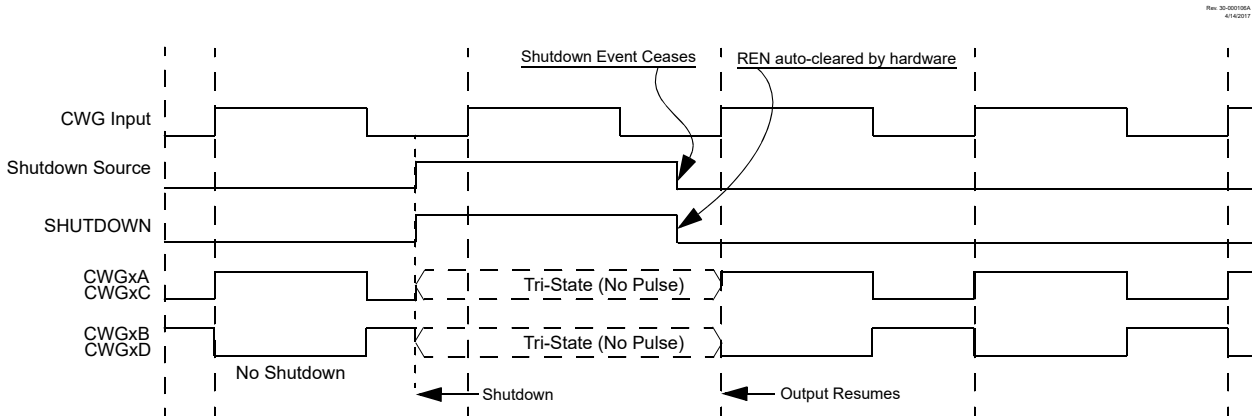 Rev. 30-000106A
4/14/2017
Shutdown Event Ceases
REN auto-cleared by hardware
CWG Input
Shutdown Source
SHUTDOWN
CWGxA
CWGxC
Tri-State (No Pulse)
CWGxB
CWGxD
Tri-State (No Pulse)
No Shutdown
Shutdown
Output Resumes